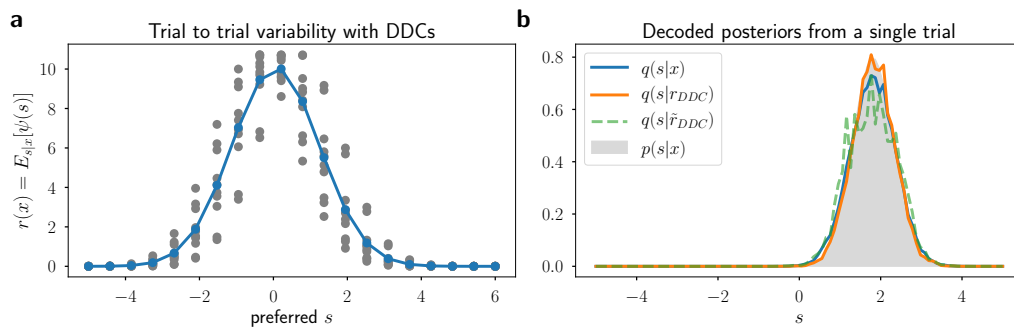 a
Trial to trial variability with DDCs
r(x) = E_{s|x}[ψ(s)]
10
8
6
4
2
0
−4 −2 0 2 4 6
preferred s
b
Decoded posteriors from a single trial
q(s|x)
q(s|r_{DDC})
q(s|r̃_{DDC})
p(s|x)
0.8
0.6
0.4
0.2
0.0
−4 −2 0 2 4
s